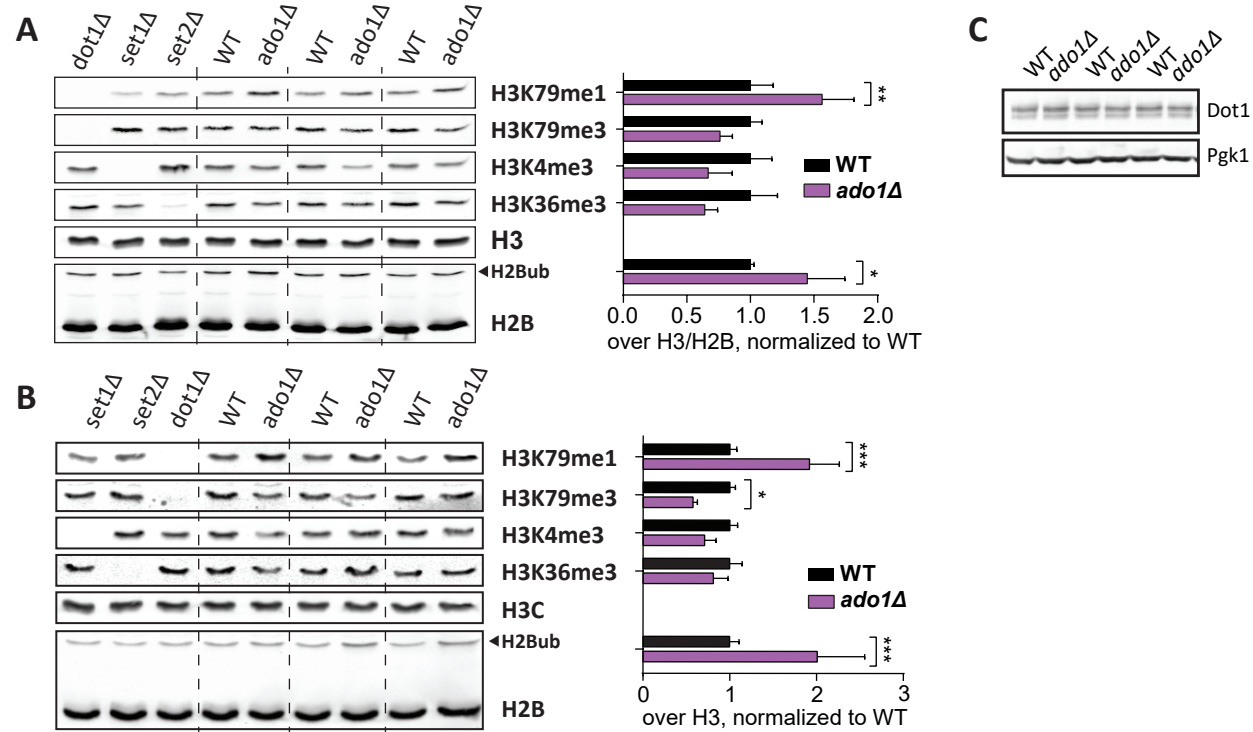 A
dot1Δ set1Δ set2Δ WT ado1Δ WT ado1Δ WT ado1Δ
H3K79me1
H3K79me3
H3K4me3
H3K36me3
H3
H2Bub
H2B
**
WT
ado1Δ
*
0.0 0.5 1.0 1.5 2.0
over H3/H2B, normalized to WT
C
WT ado1Δ WT ado1Δ WT ado1Δ
Dot1
Pgk1
B
set1Δ set2Δ dot1Δ WT ado1Δ WT ado1Δ WT ado1Δ
H3K79me1
H3K79me3
H3K4me3
H3K36me3
H3C
H2Bub
H2B
***
*
WT
ado1Δ
***
0 1 2 3
over H3, normalized to WT